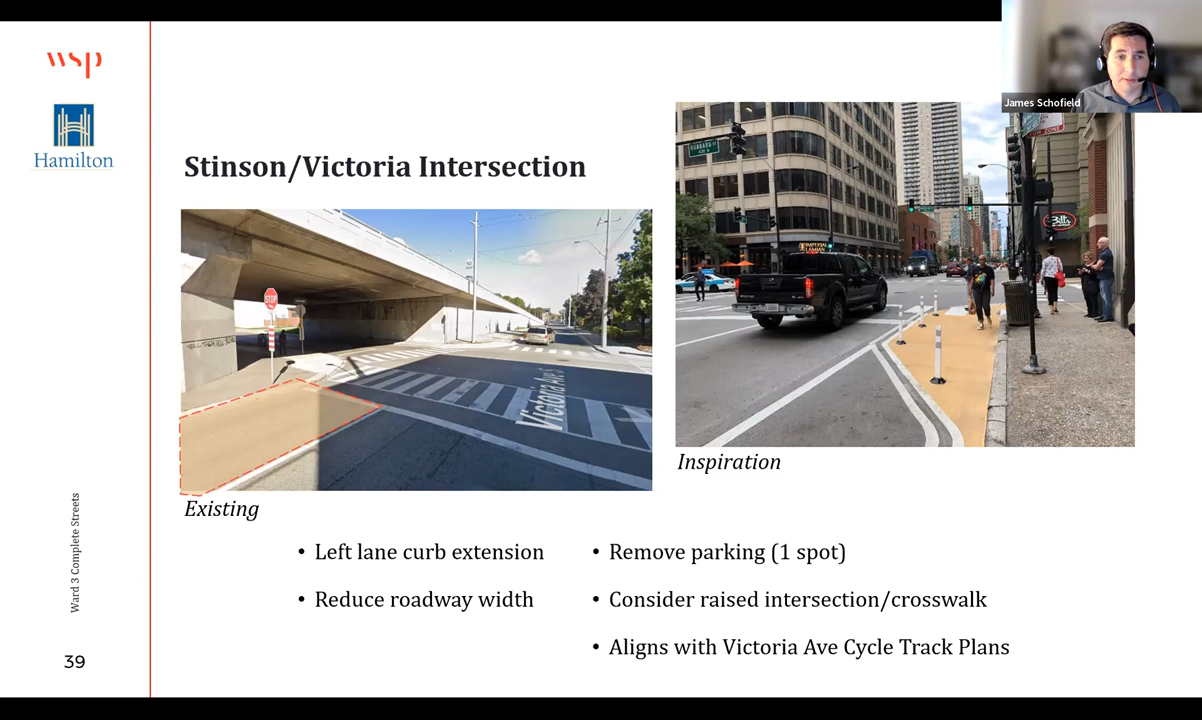 wsp
Hamilton
James Schofield
Stinson/Victoria Intersection
STOP
Victoria Ave S
Existing
Inspiration
• Left lane curb extension
• Reduce roadway width
• Remove parking (1 spot)
• Consider raised intersection/crosswalk
• Aligns with Victoria Ave Cycle Track Plans
Ward 3 Complete Streets
39